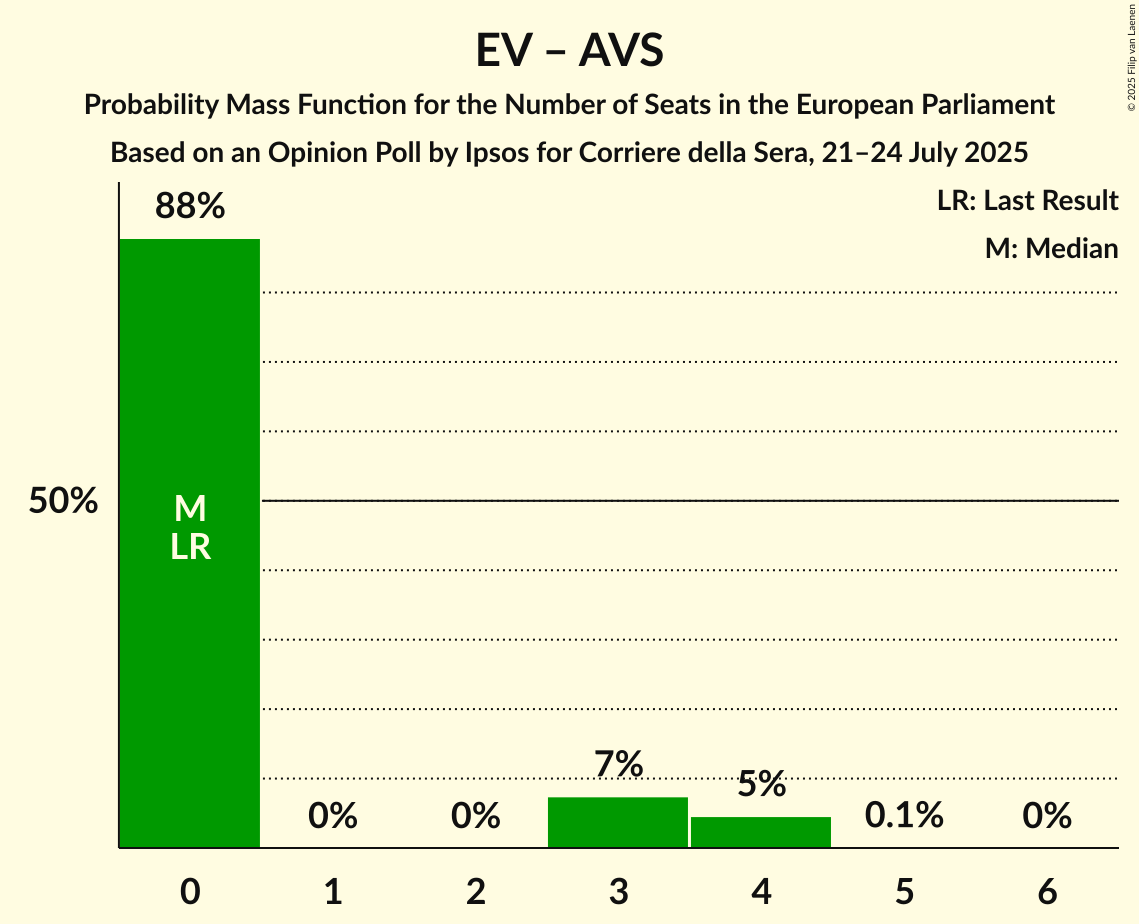 EV – AVS
Probability Mass Function for the Number of Seats in the European Parliament
Based on an Opinion Poll by Ipsos for Corriere della Sera, 21–24 July 2025
© 2025 Filip van Laenen
LR: Last Result
M: Median
88%
50%
M
LR
0%
0%
7%
5%
0.1%
0%
0
1
2
3
4
5
6